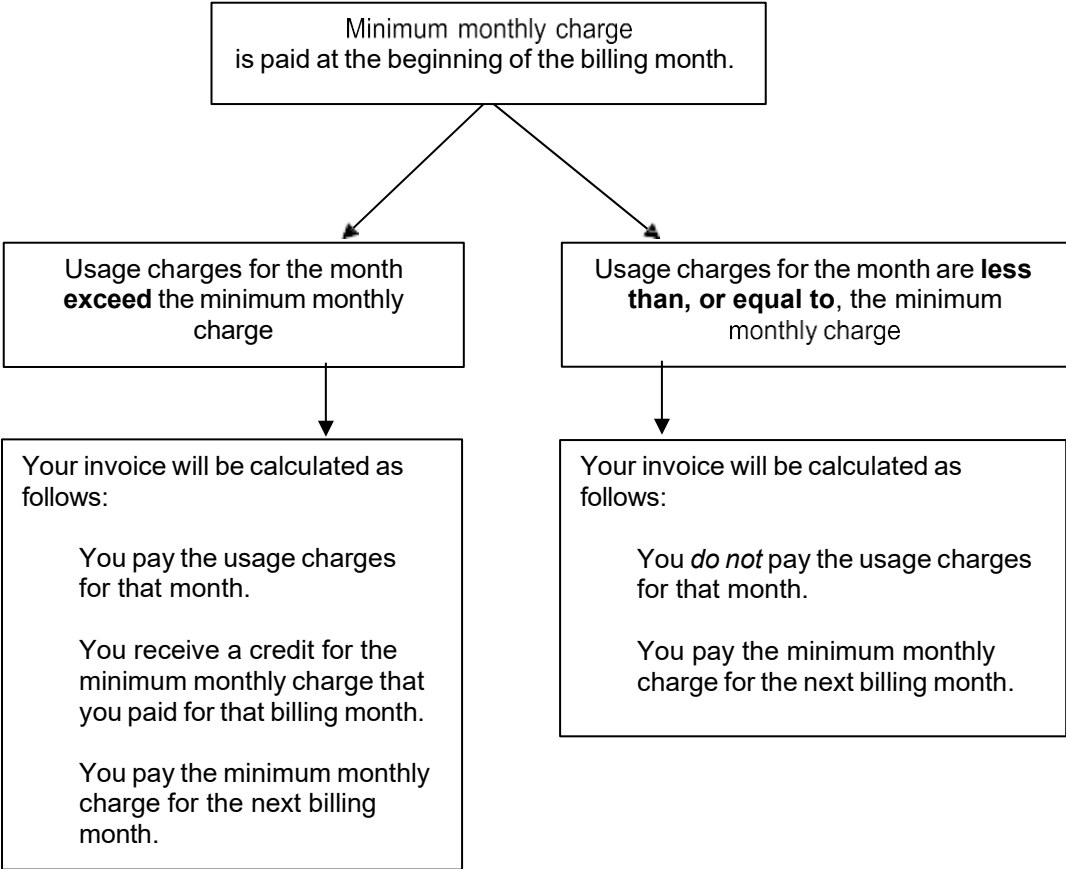 Minimum monthly charge
is paid at the beginning of the billing month.
Usage charges for the month
exceed the minimum monthly
charge
Usage charges for the month are less
than, or equal to, the minimum
monthly charge
Your invoice will be calculated as
follows:
You pay the usage charges
for that month.
You receive a credit for the
minimum monthly charge that
you paid for that billing month.
You pay the minimum monthly
charge for the next billing
month.
Your invoice will be calculated as
follows:
You do not pay the usage charges
for that month.
You pay the minimum monthly
charge for the next billing month.